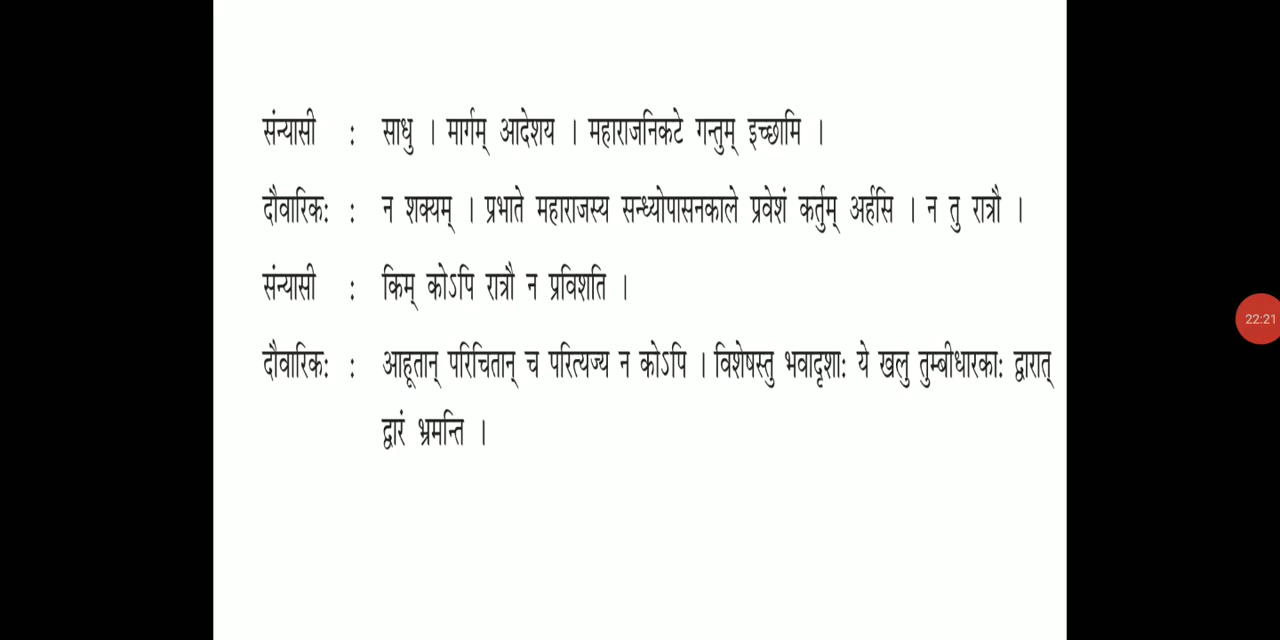 संन्यासी : साधु । मार्गम् आदेशय । महाराजनिकटे गन्तुम् इच्छामि ।
दौवारिकः : न शक्यम् । प्रभाते महाराजस्य सन्ध्योपासनकाले प्रवेशं कर्तुम् अर्हसि । न तु रात्रौ ।
संन्यासी : किम् कोऽपि रात्रौ न प्रविशति ।
22:21
दौवारिकः : आहूतान् परिचितान् च परित्यज्य न कोऽपि । विशेषस्तु भवादृशाः ये खलु तुम्बीधारकाः द्वारात्
द्वारं भ्रमन्ति ।